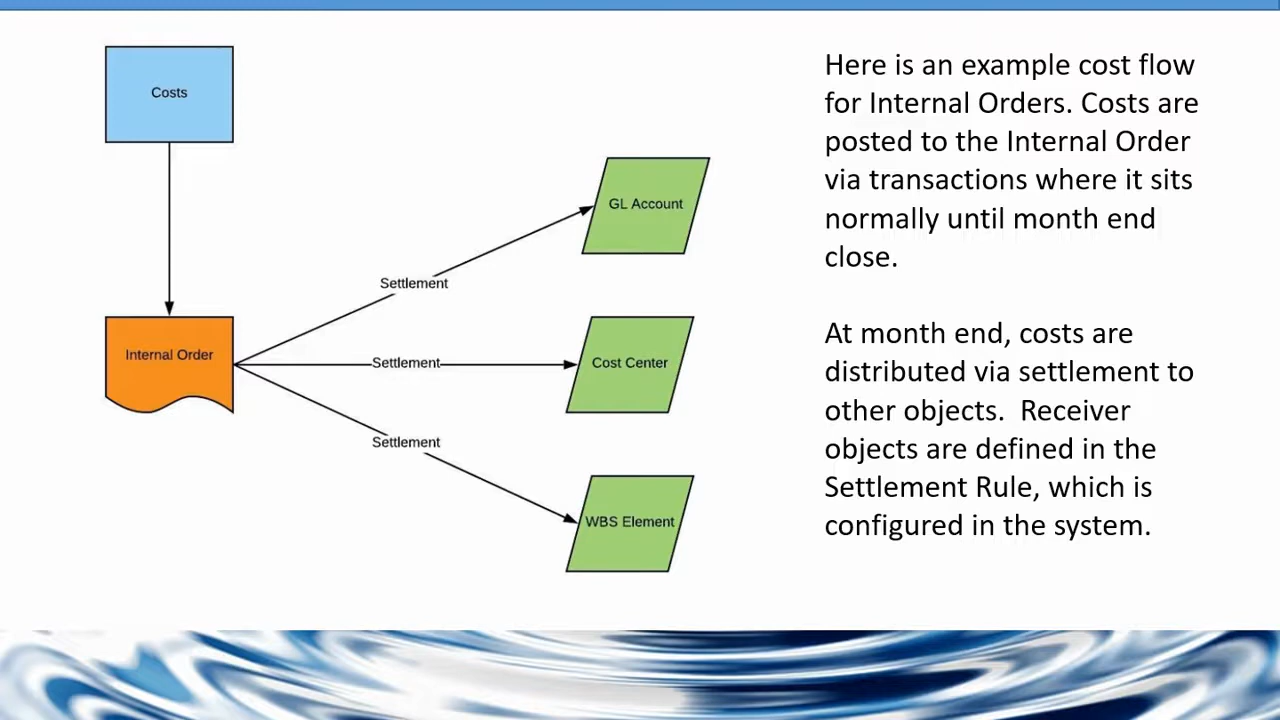 Costs
GL Account
Settlement
Internal Order
Settlement
Cost Center
Settlement
WBS Element
Here is an example cost flow
for Internal Orders. Costs are
posted to the Internal Order
via transactions where it sits
normally until month end
close.
At month end, costs are
distributed via settlement to
other objects.  Receiver
objects are defined in the
Settlement Rule, which is
configured in the system.